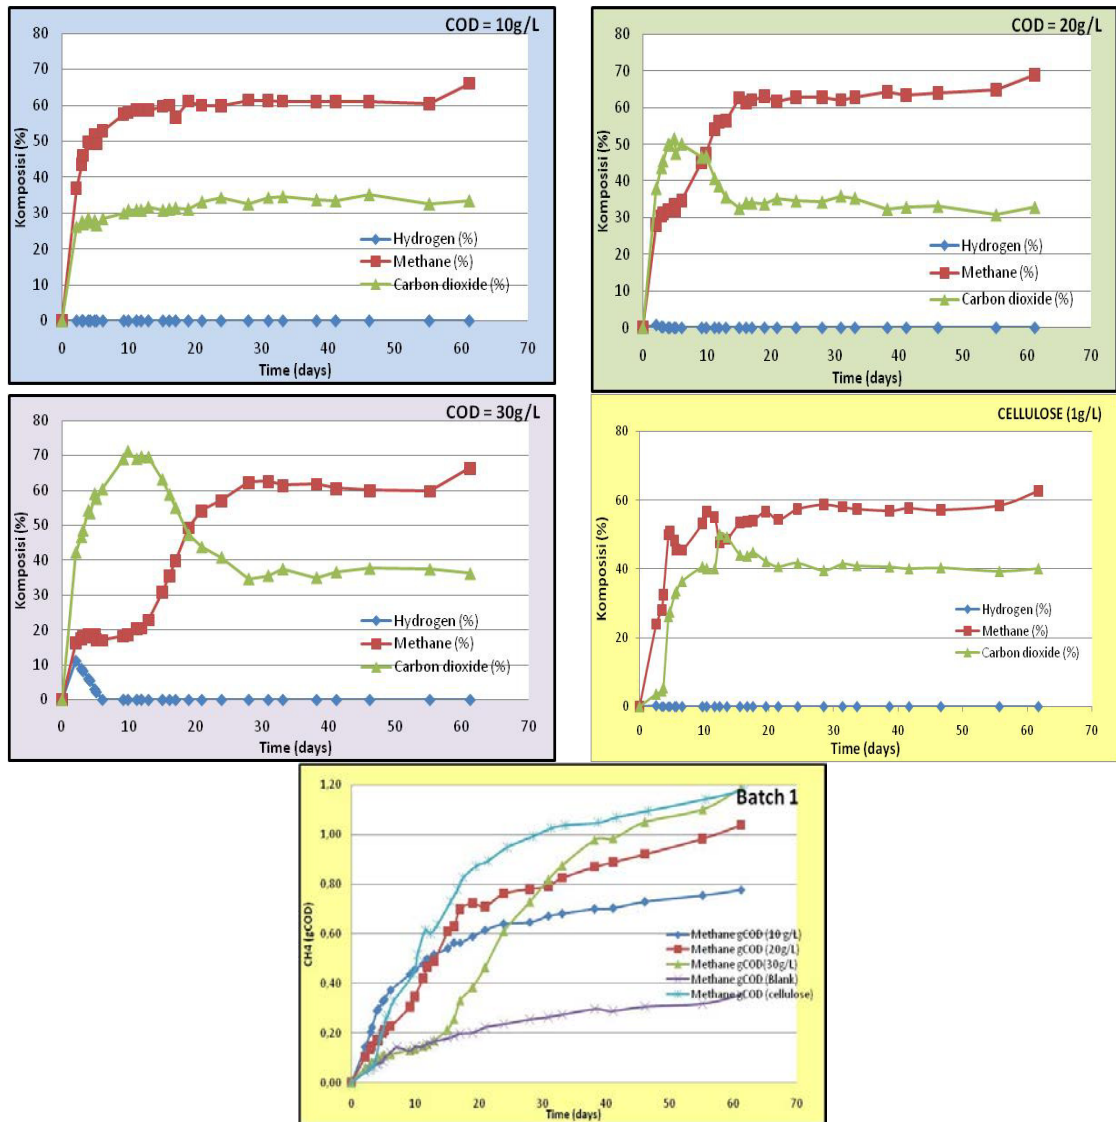 COD = 10g/L
80
70
60
50
40
30
20
10
0
Komposisi (%)
Hydrogen (%)
Methane (%)
Carbon dioxide (%)
0 10 20 30 40 50 60 70
Time (days)
COD = 20g/L
80
70
60
50
40
30
20
10
0
Komposisi (%)
Hydrogen (%)
Methane (%)
Carbon dioxide (%)
0 10 20 30 40 50 60 70
Time (days)
COD = 30g/L
80
70
60
50
40
30
20
10
0
Komposisi (%)
Hydrogen (%)
Methane (%)
Carbon dioxide (%)
0 10 20 30 40 50 60 70
Time (days)
CELLULOSE (1g/L)
80
60
40
20
0
Komposisi (%)
Hydrogen (%)
Methane (%)
Carbon dioxide (%)
0 10 20 30 40 50 60 70
Time (days)
Batch 1
1,20
1,00
0,80
0,60
0,40
0,20
0,00
CH4 (gCOD)
Methane gCOD (10 g/L)
Methane gCOD (20g/L)
Methane gCOD(30g/L)
Methane gCOD (Blank)
Methane gCOD (cellulose)
0 10 20 30 40 50 60 70
Time (days)